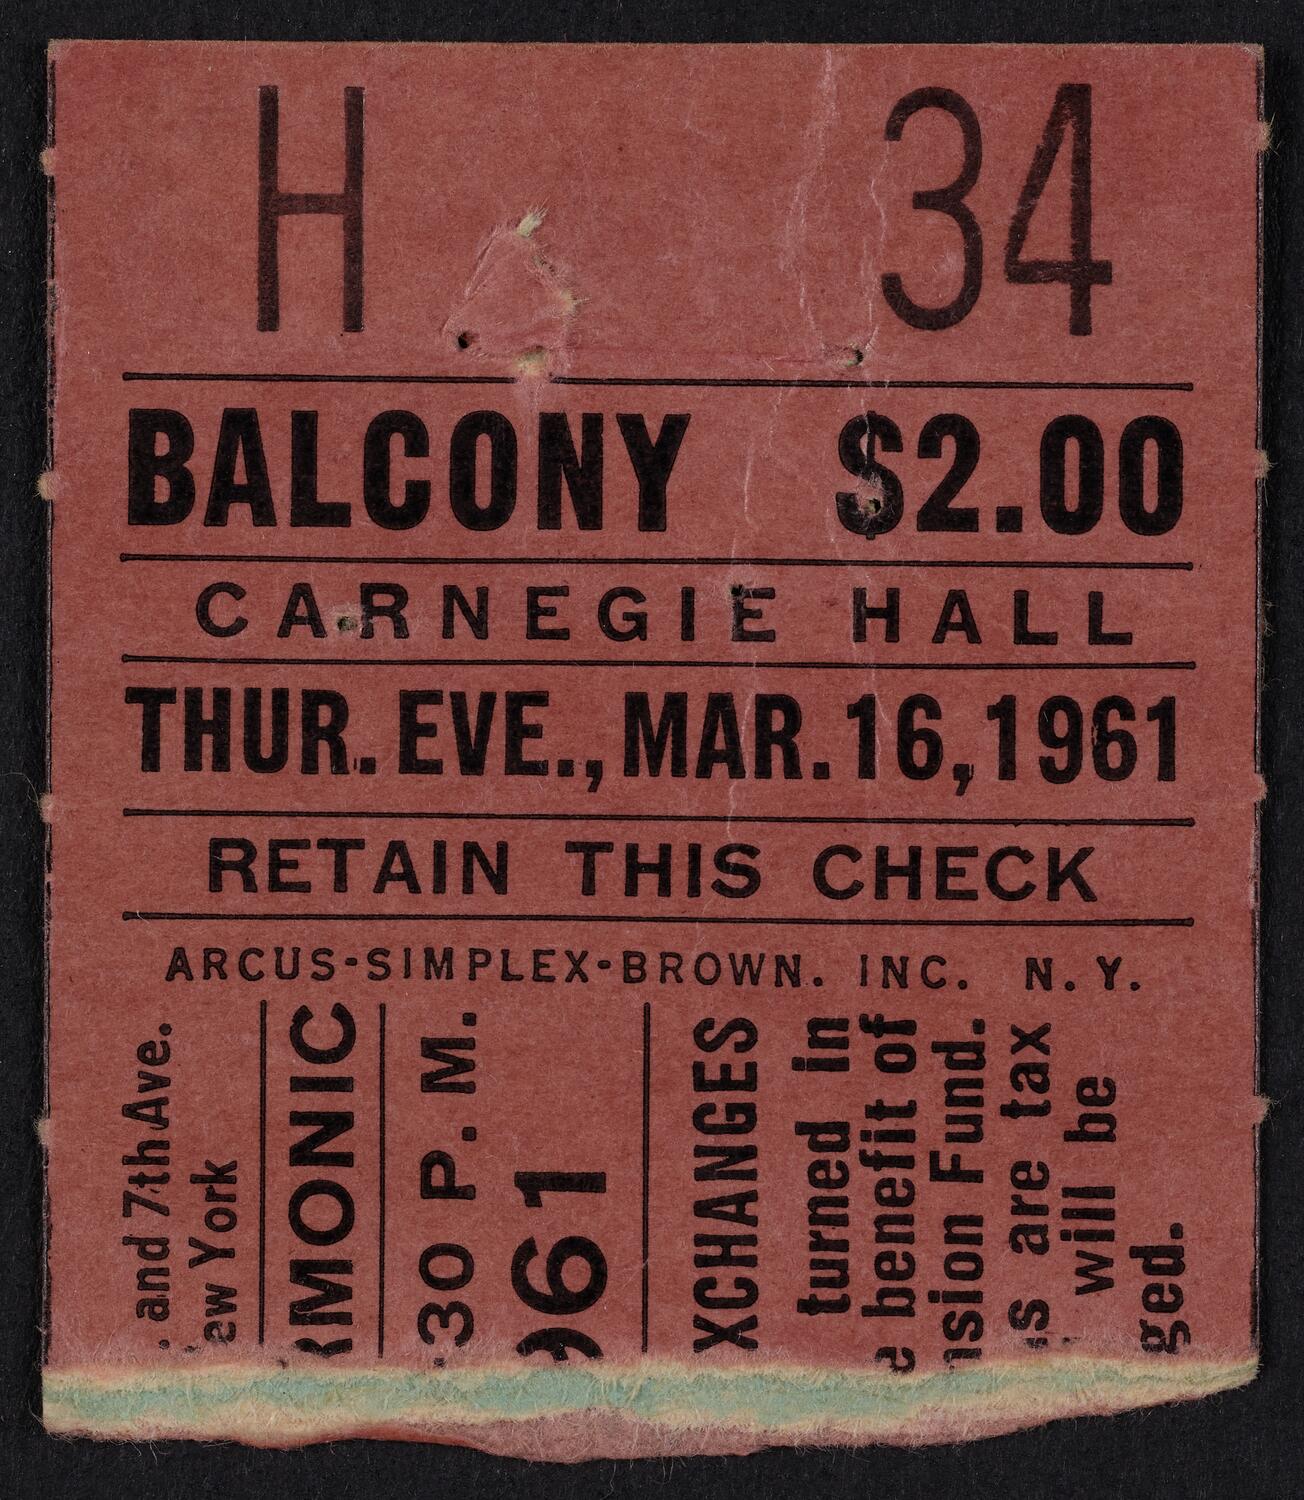 H 34
BALCONY $2.00
CARNEGIE HALL
THUR. EVE., MAR. 16, 1961
RETAIN THIS CHECK
ARCUS-SIMPLEX-BROWN. INC. N. Y.
. and 7th Ave.
ew York
RMONIC
:30 P. M.
961
XCHANGES
turned in
e benefit of
nsion Fund.
ns are tax
will be
ged.